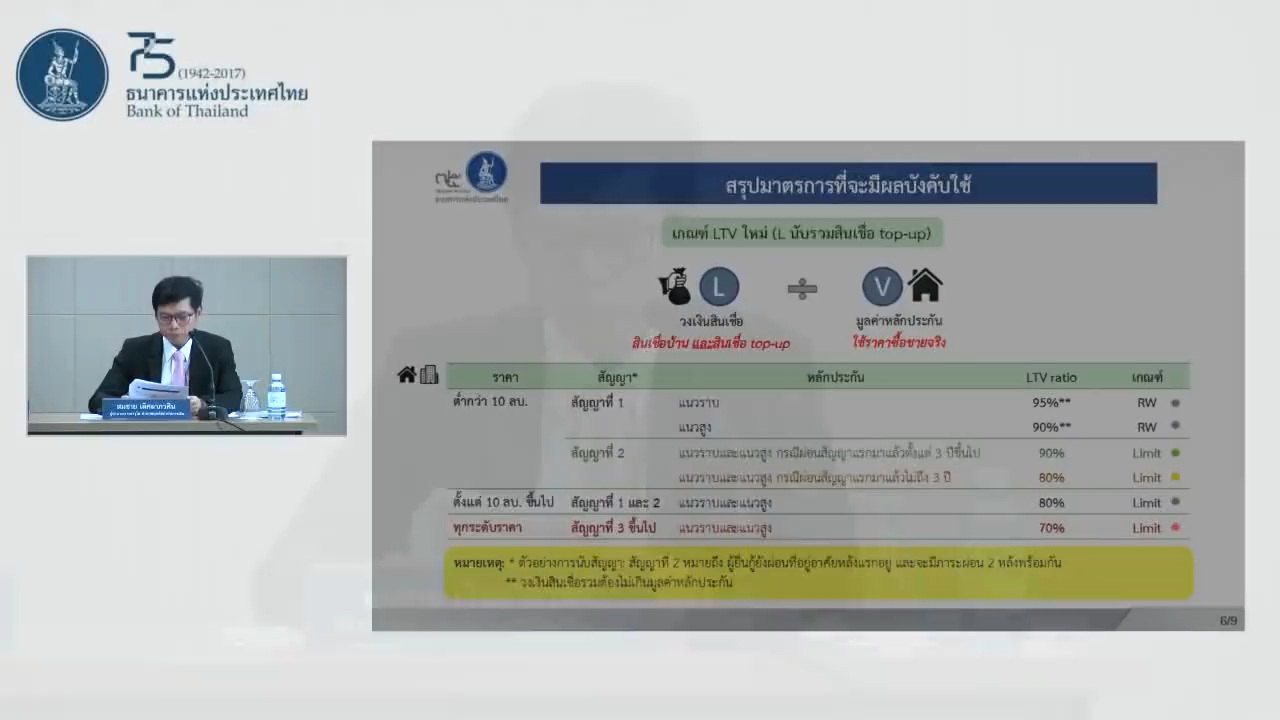 75 (1942-2017)
ธนาคารแห่งประเทศไทย
Bank of Thailand
สรุปมาตรการที่จะมีผลบังคับใช้
เกณฑ์ LTV ใหม่ (L นับรวมสินเชื่อ top-up)
L ÷ V
วงเงินสินเชื่อ มูลค่าหลักประกัน
สินเชื่อบ้าน และสินเชื่อ top-up ใช้ราคาซื้อขายจริง
ราคา สัญญา* หลักประกัน LTV ratio เกณฑ์
ต่ำกว่า 10 ลบ. สัญญาที่ 1 แนวราบ 95%** RW
แนวสูง 90%** RW
สัญญาที่ 2 แนวราบและแนวสูง กรณีผ่อนสัญญาแรกมาแล้วตั้งแต่ 3 ปีขึ้นไป 90% Limit
แนวราบและแนวสูง กรณีผ่อนสัญญาแรกมาแล้วไม่ถึง 3 ปี 80% Limit
ตั้งแต่ 10 ลบ. ขึ้นไป สัญญาที่ 1 และ 2 แนวราบและแนวสูง 80% Limit
ทุกระดับราคา สัญญาที่ 3 ขึ้นไป แนวราบและแนวสูง 70% Limit
หมายเหตุ: * ตัวอย่างการนับสัญญา: สัญญาที่ 2 หมายถึง ผู้ยื่นกู้ยังผ่อนที่อยู่อาศัยหลังแรกอยู่ และจะมีภาระผ่อน 2 หลังพร้อมกัน
** วงเงินสินเชื่อรวมต้องไม่เกินมูลค่าหลักประกัน
6/9